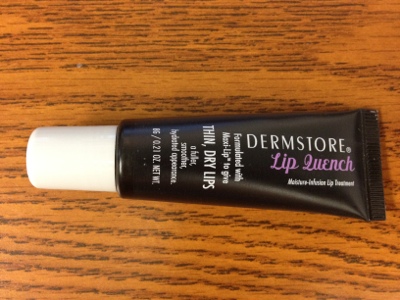 DERMSTORE®
Lip Quench
Moisture-Infusion Lip Treatment
Formulated with
Maxi-Lip™ to give
THIN, DRY LIPS
a fuller,
smoother,
hydrated appearance.
6G / 0.21 OZ. NET WT.